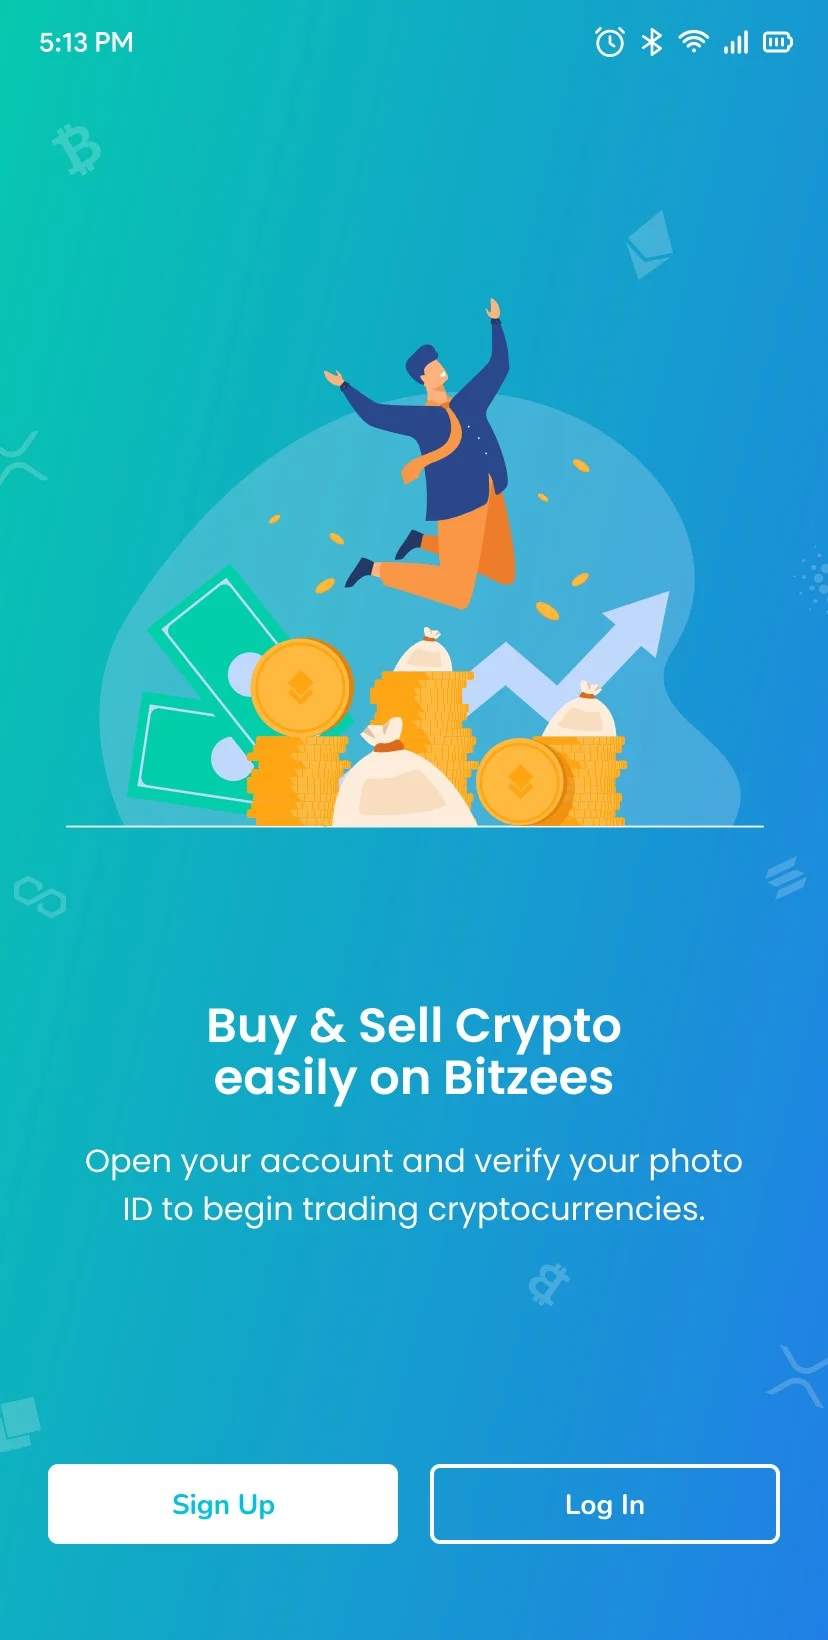 5:13 PM
Buy & Sell Crypto
easily on Bitzees
Open your account and verify your photo
ID to begin trading cryptocurrencies.
Sign Up
Log In